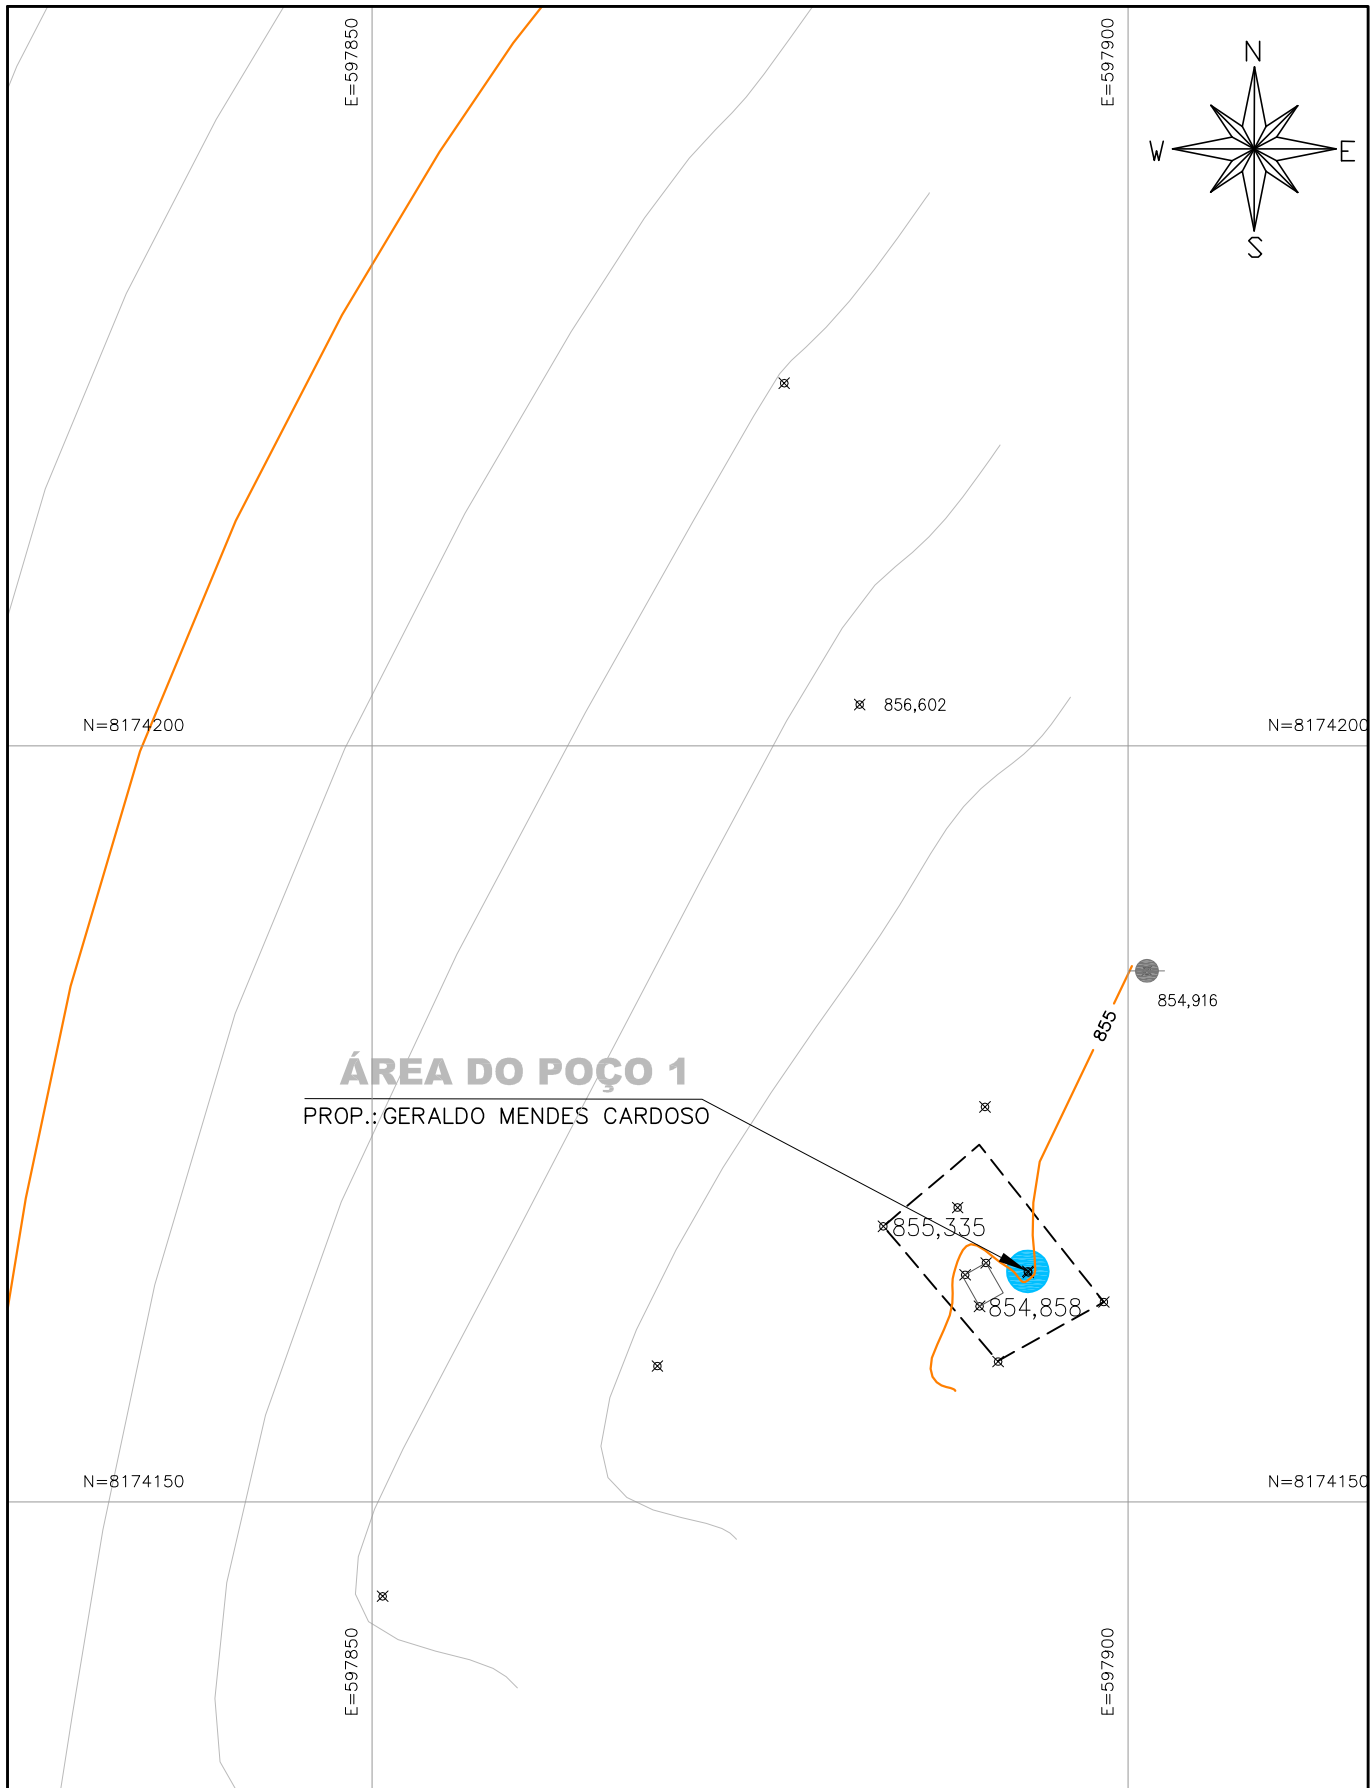 E=597850
E=597900
N
W
E
S
856,602
N=8174200
N=8174200
854,916
855
ÁREA DO POÇO 1
PROP.: GERALDO MENDES CARDOSO
855,335
854,858
N=8174150
N=8174150
E=597850
E=597900